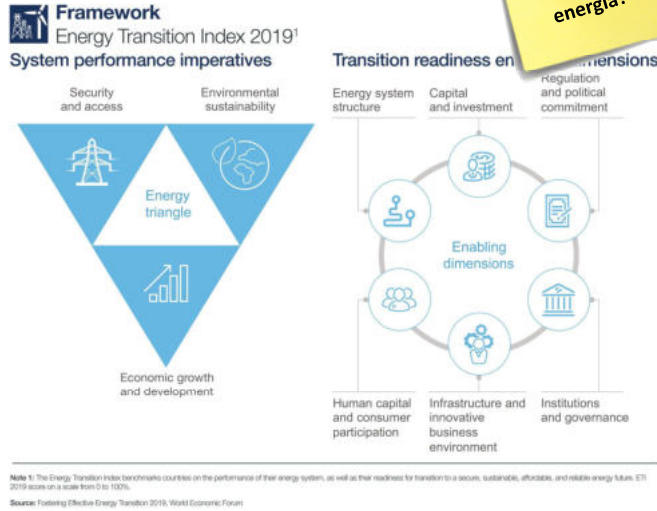 Framework
Energy Transition Index 2019¹
energía?
System performance imperatives
Transition readiness en
mensions
Security
and access
Environmental
sustainability
Energy system
structure
Capital
and investment
Regulation
and political
commitment
Energy
triangle
Enabling
dimensions
Economic growth
and development
Human capital
and consumer
participation
Infrastructure and
innovative
business
environment
Institutions
and governance
Note 1: The Energy Transition Index benchmarks countries on the performance of their energy system, as well as their readiness for transition to a secure, sustainable, affordable, and reliable energy future. ETI
2019 score on a scale from 0 to 100%.
Source: Fostering Effective Energy Transition 2019, World Economic Forum